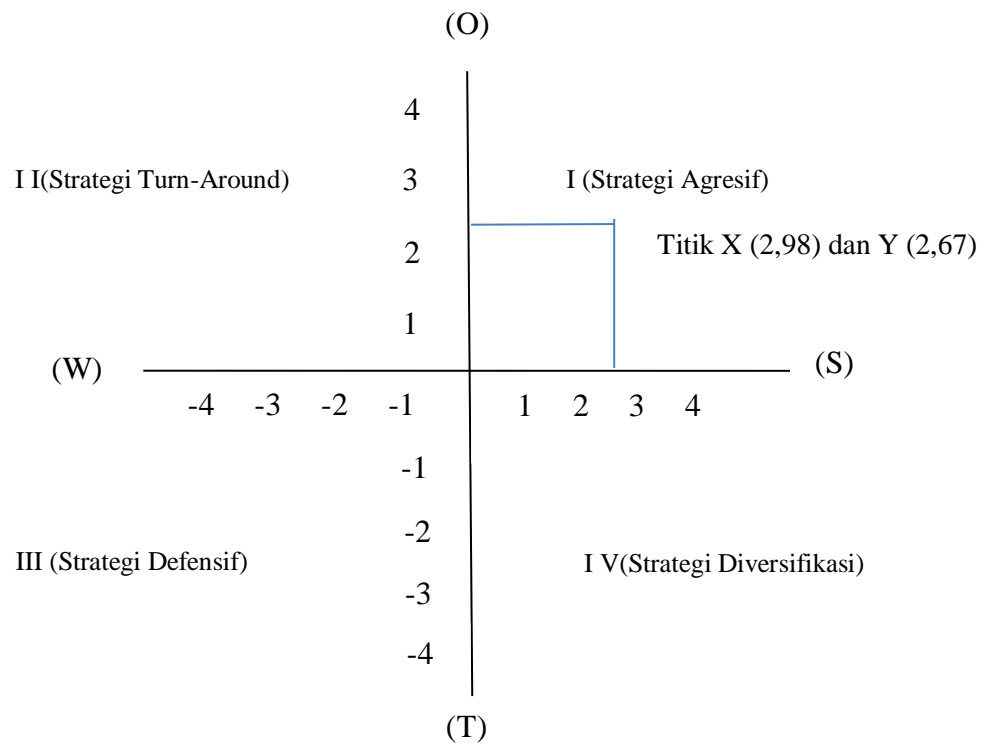 (O)
4
I I(Strategi Turn-Around)
3
I (Strategi Agresif)
2
Titik X (2,98) dan Y (2,67)
1
(W)
(S)
-4 -3 -2 -1 1 2 3 4
-1
-2
III (Strategi Defensif)
I V(Strategi Diversifikasi)
-3
-4
(T)